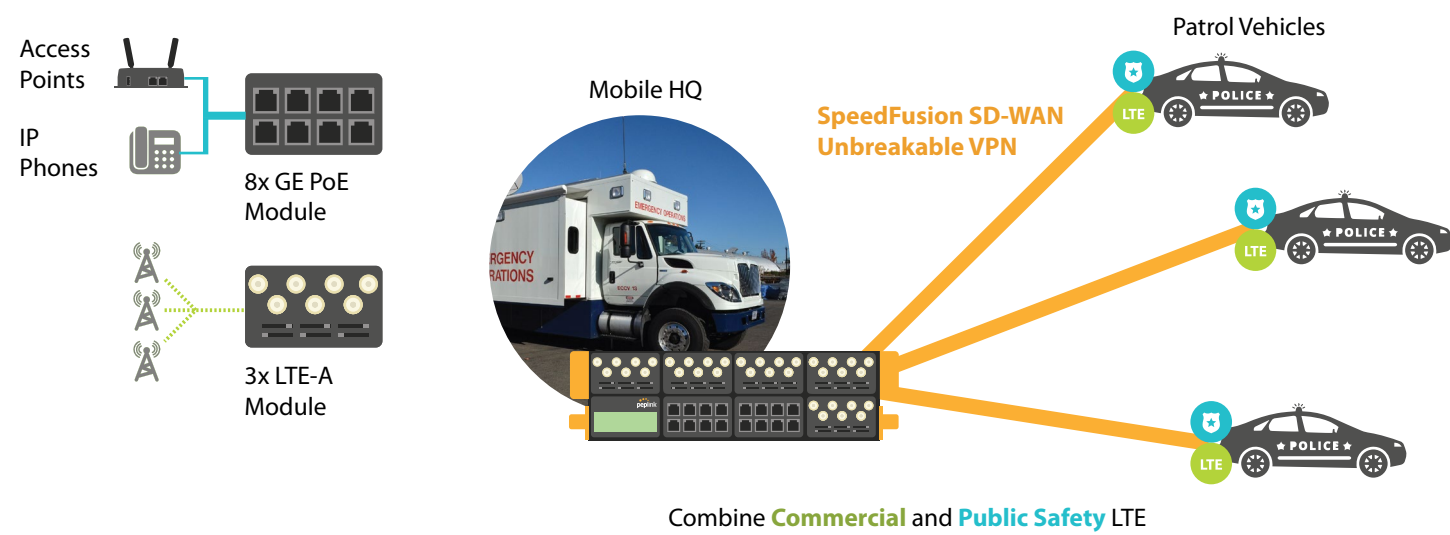 Access
Points
IP
Phones
8x GE PoE
Module
3x LTE-A
Module
Mobile HQ
EMERGENCY OPERATIONS
RGENCY
RATIONS
peplink
SpeedFusion SD-WAN
Unbreakable VPN
Patrol Vehicles
LTE
POLICE
LTE
POLICE
LTE
POLICE
Combine Commercial and Public Safety LTE